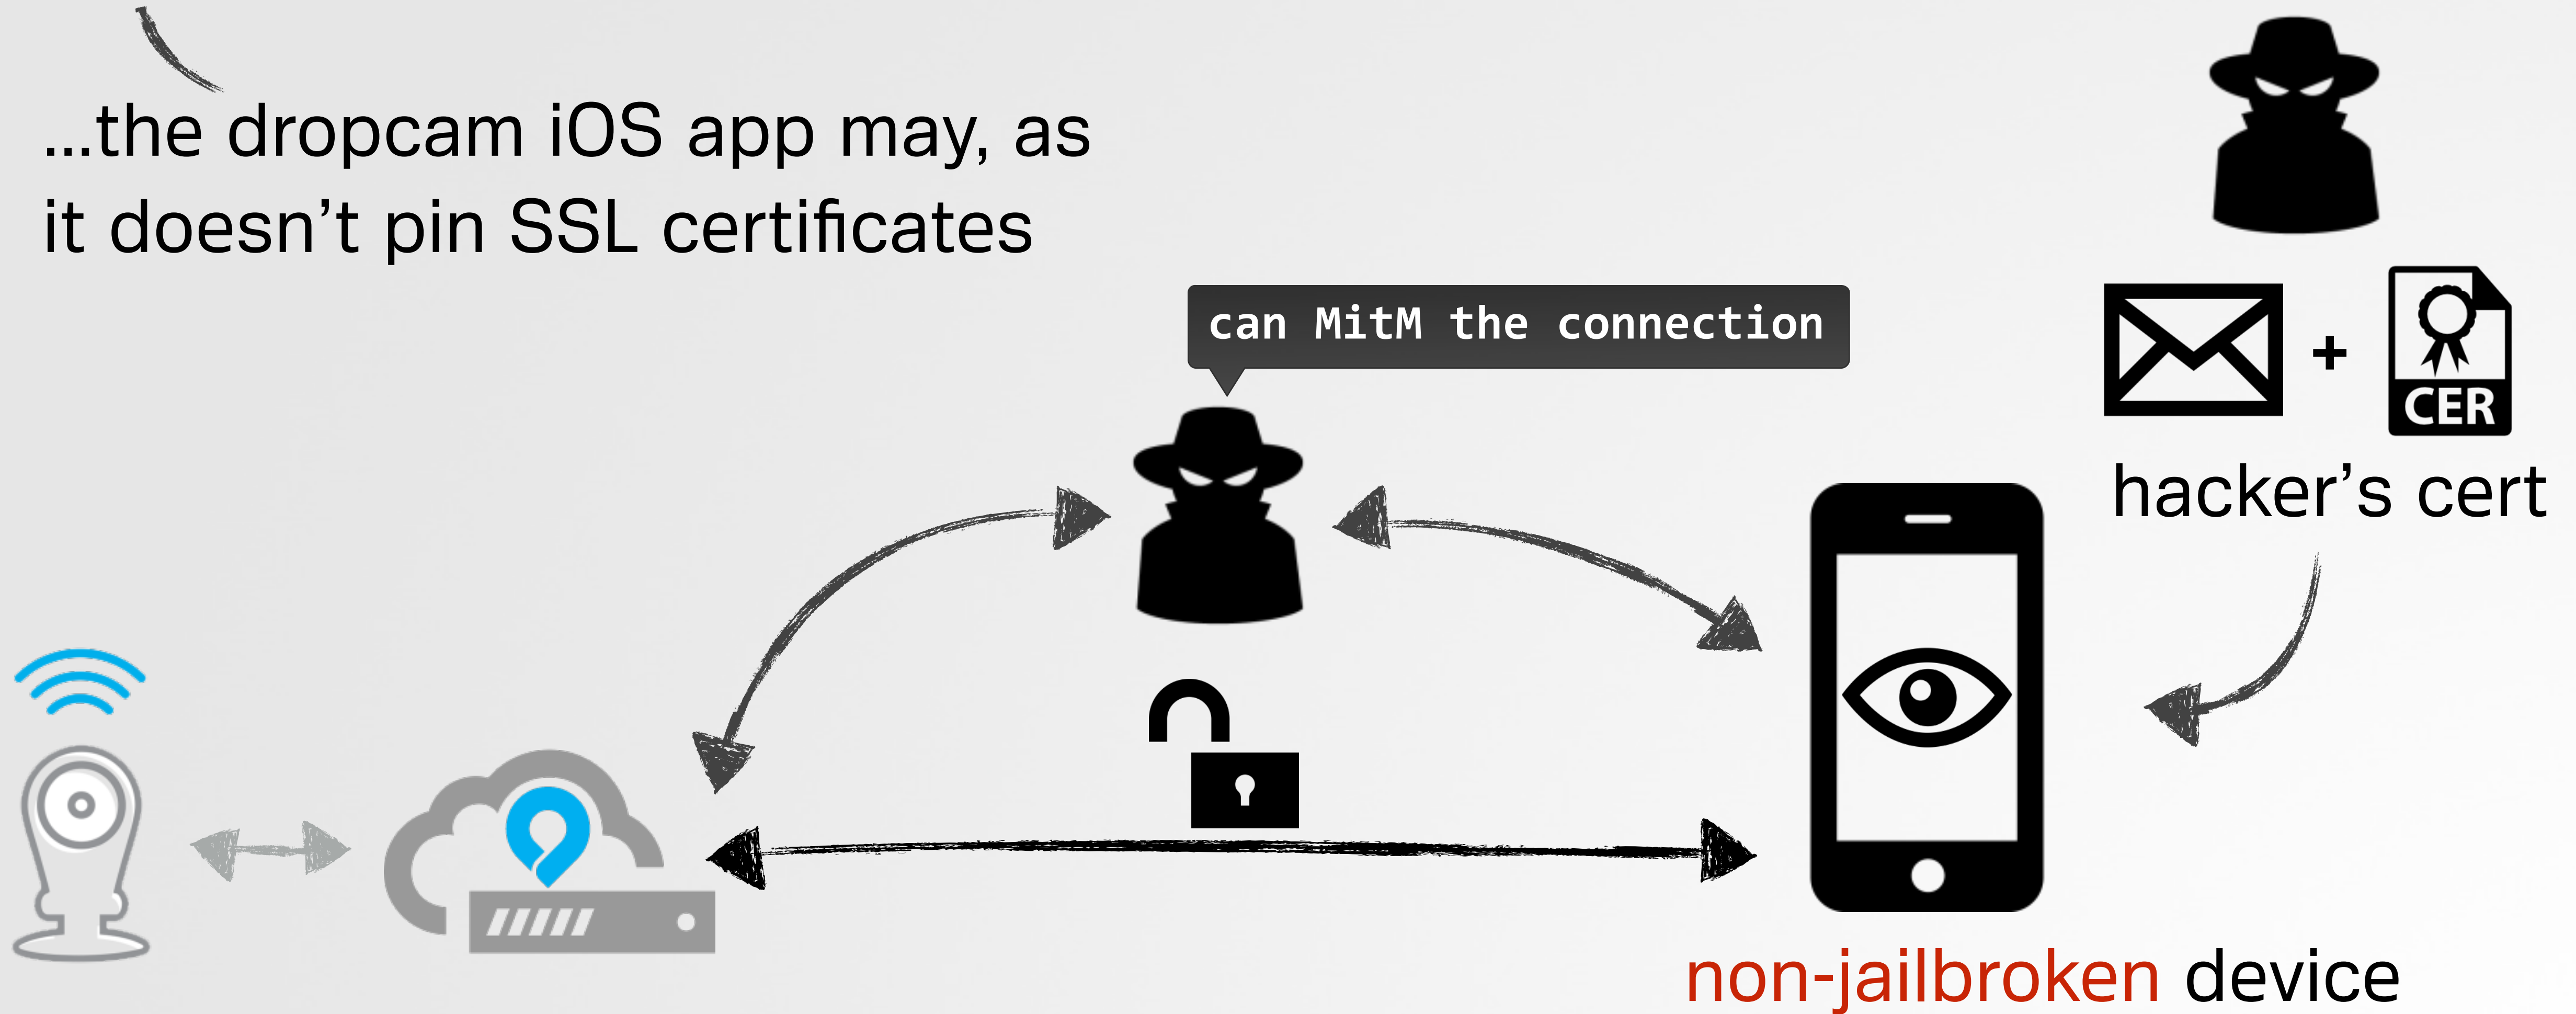 ...the dropcam iOS app may, as
it doesn't pin SSL certificates
can MitM the connection
+
CER
hacker's cert
non-jailbroken device